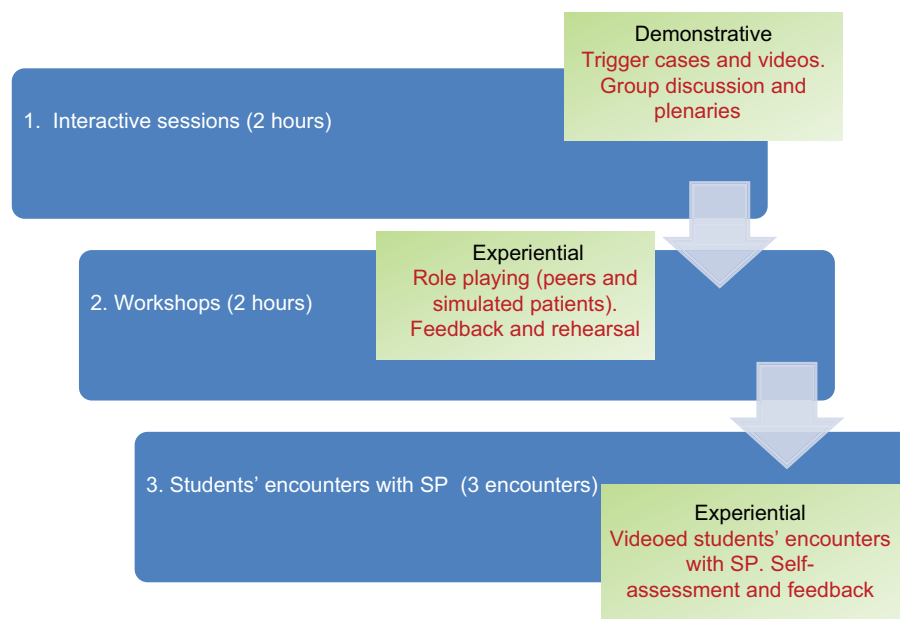 Demonstrative
Trigger cases and videos.
Group discussion and
plenaries
1. Interactive sessions (2 hours)
Experiential
Role playing (peers and
simulated patients).
Feedback and rehearsal
2. Workshops (2 hours)
3. Students’ encounters with SP (3 encounters)
Experiential
Videoed students’ encounters
with SP. Self-
assessment and feedback